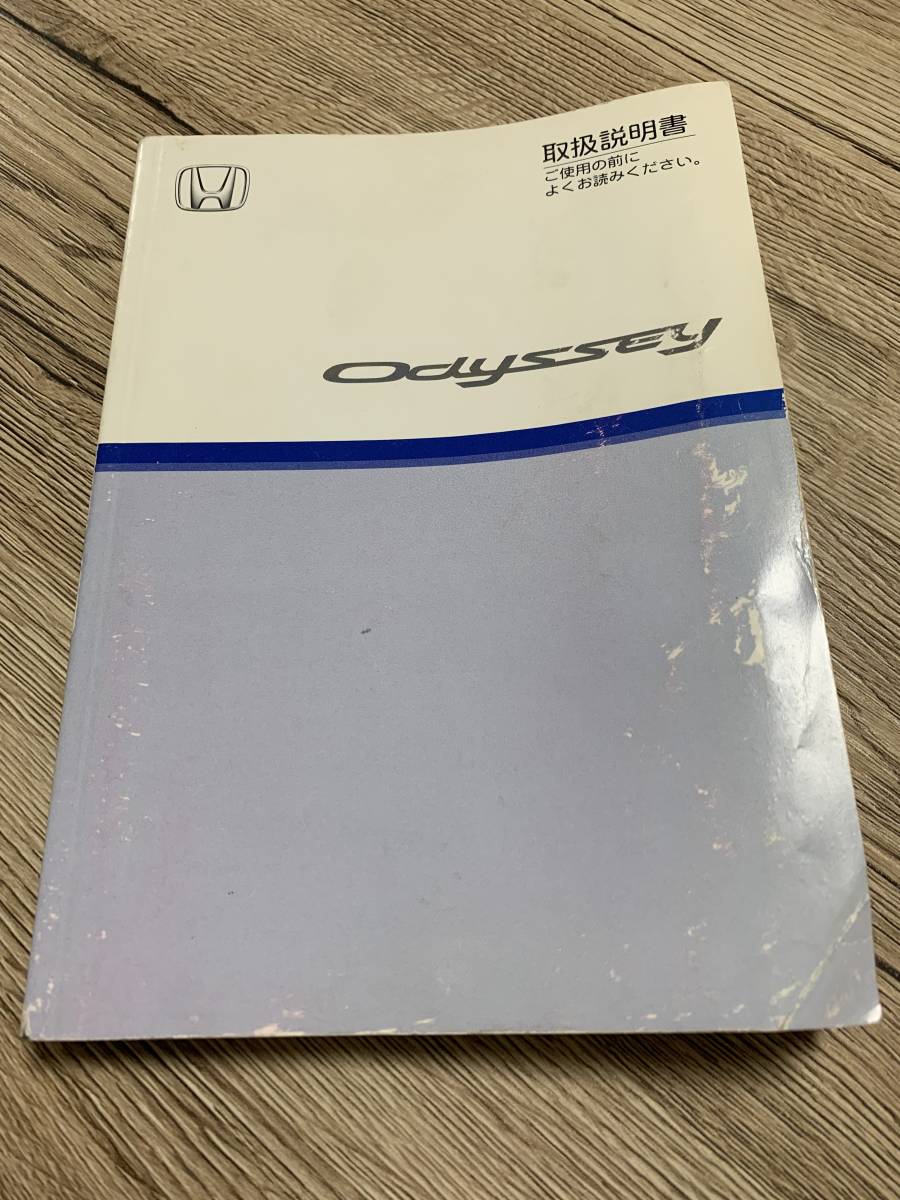 取扱説明書
ご使用の前に
よくお読みください。
Odyssey